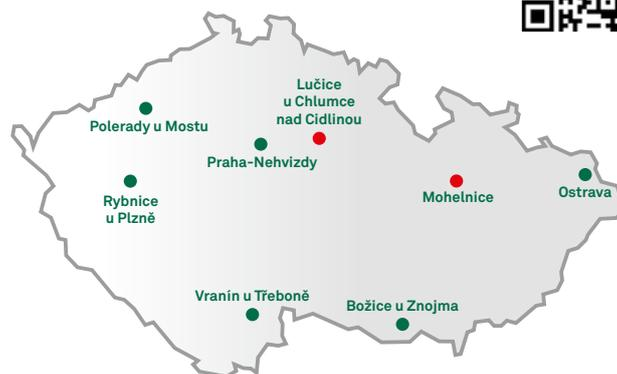 Lučice
u Chlumce
nad Cidlinou
Polerady u Mostu
Praha-Nehvizdy
Rybnice
u Plzně
Mohelnice
Ostrava
Vranín u Třeboně
Božice u Znojma